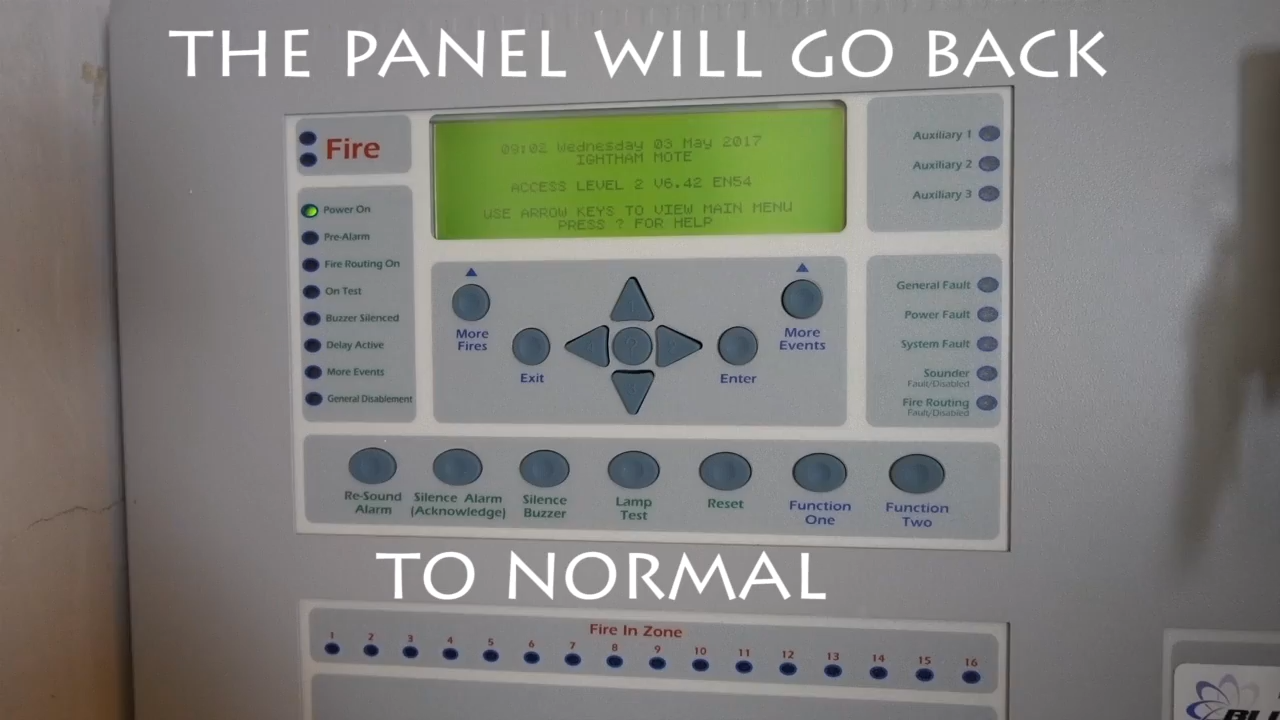 THE PANEL WILL GO BACK
Fire
09:02 Wednesday 03 May 2017
IGHTHAM MOTE
ACCESS LEVEL 2 V6.42 EN54
USE ARROW KEYS TO VIEW MAIN MENU
PRESS ? FOR HELP
Auxiliary 1
Auxiliary 2
Auxiliary 3
Power On
Pre-Alarm
Fire Routing On
On Test
Buzzer Silenced
Delay Active
More Events
General Disablement
More
Fires
Exit
Enter
More
Events
General Fault
Power Fault
System Fault
Sounder
Fault/Disabled
Fire Routing
Fault/Disabled
Re-Sound
Alarm
Silence Alarm
(Acknowledge)
Silence
Buzzer
Lamp
Test
Reset
Function
One
Function
Two
TO NORMAL
Fire In Zone
1 2 3 4 5 6 7 8 9 10 11 12 13 14 15 16